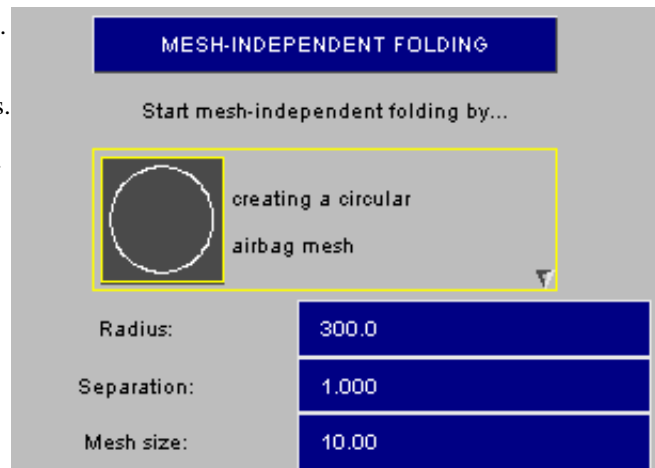 .
MESH-INDEPENDENT FOLDING
s.
Start mesh-independent folding by...
creating a circular
airbag mesh
Radius: 300.0
Separation: 1.000
Mesh size: 10.00